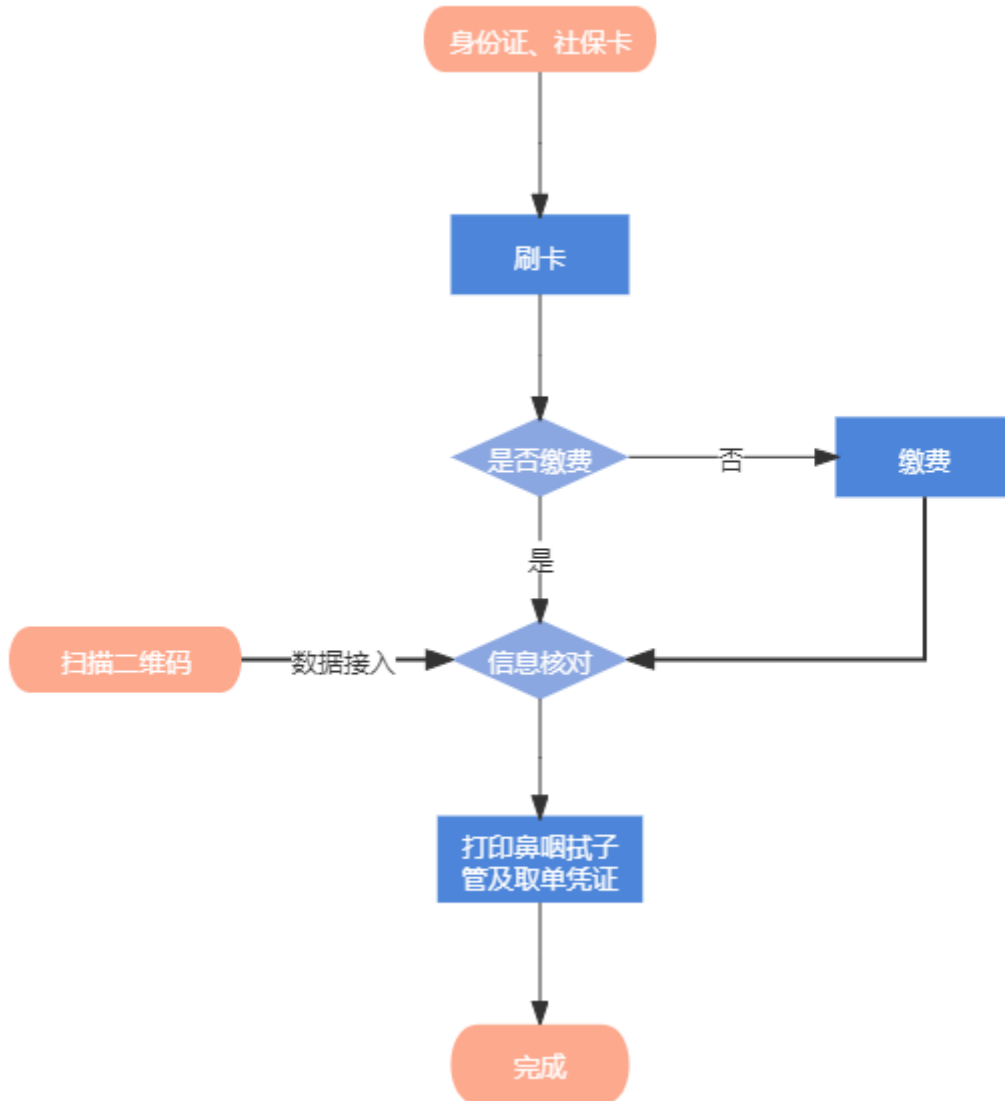 身份证、社保卡
刷卡
是否缴费
否
缴费
是
扫描二维码
数据接入
信息核对
打印鼻咽拭子
管及取单凭证
完成